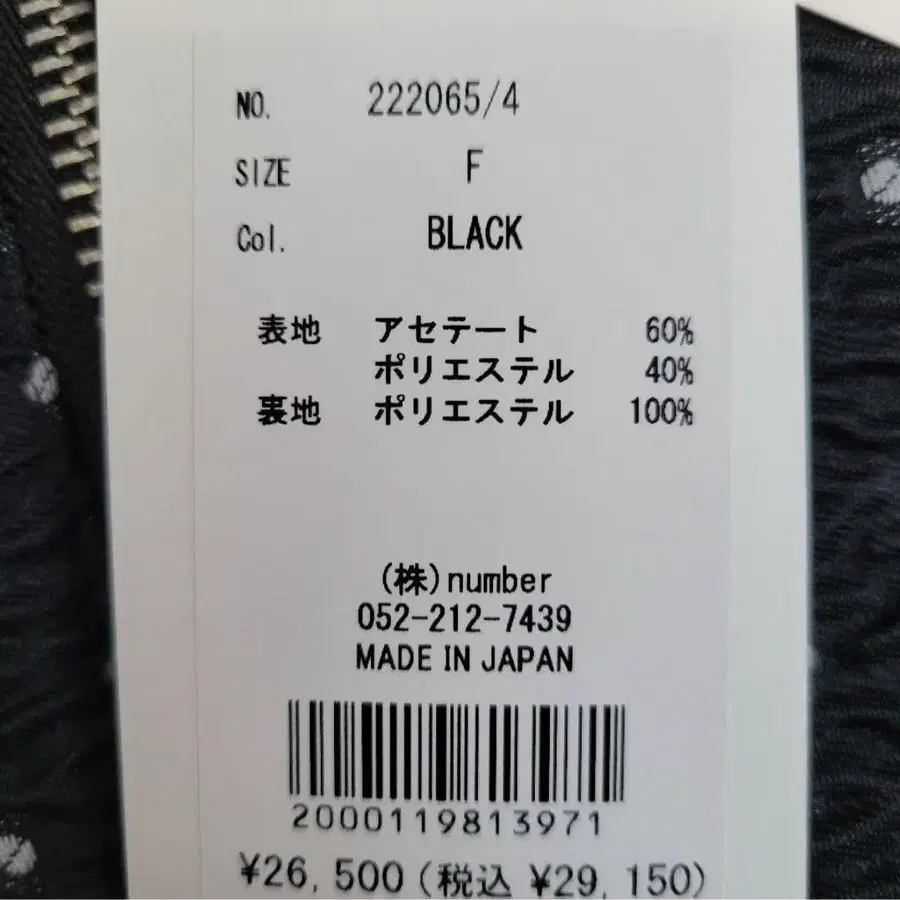 NO. 222065/4
SIZE F
Col. BLACK
表地 アセテート 60%
ポリエステル 40%
裏地 ポリエステル 100%
(株)number
052-212-7439
MADE IN JAPAN
2000119813971
¥26,500(税込 ¥29,150)